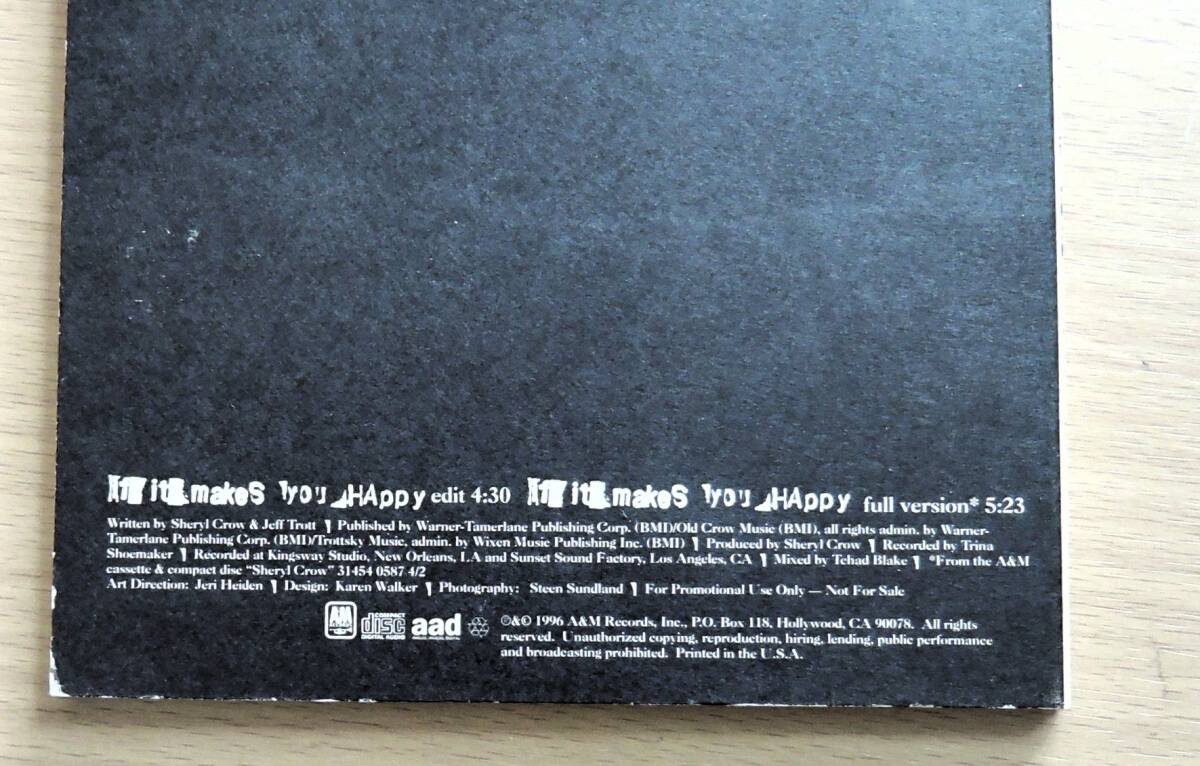 If it makes you HAppy edit 4:30 If it makes you HAppy full version* 5:23
Written by Sheryl Crow & Jeff Trott ¶ Published by Warner-Tamerlane Publishing Corp. (BMI)/Old Crow Music (BMI), all rights admin. by Warner-
Tamerlane Publishing Corp. (BMI)/Trottsky Music, admin. by Wixen Music Publishing Inc. (BMI) ¶ Produced by Sheryl Crow ¶ Recorded by Trina
Shoemaker ¶ Recorded at Kingsway Studio, New Orleans, LA and Sunset Sound Factory, Los Angeles, CA ¶ Mixed by Tchad Blake ¶ *From the A&M
cassette & compact disc "Sheryl Crow" 31454 0587 4/2
Art Direction: Jeri Heiden ¶ Design: Karen Walker ¶ Photography: Steen Sundland ¶ For Promotional Use Only — Not For Sale
A&M
COMPACT
disc
DIGITAL AUDIO
aad
℗&© 1996 A&M Records, Inc., P.O. Box 118, Hollywood, CA 90078. All rights
reserved. Unauthorized copying, reproduction, hiring, lending, public performance
and broadcasting prohibited. Printed in the U.S.A.